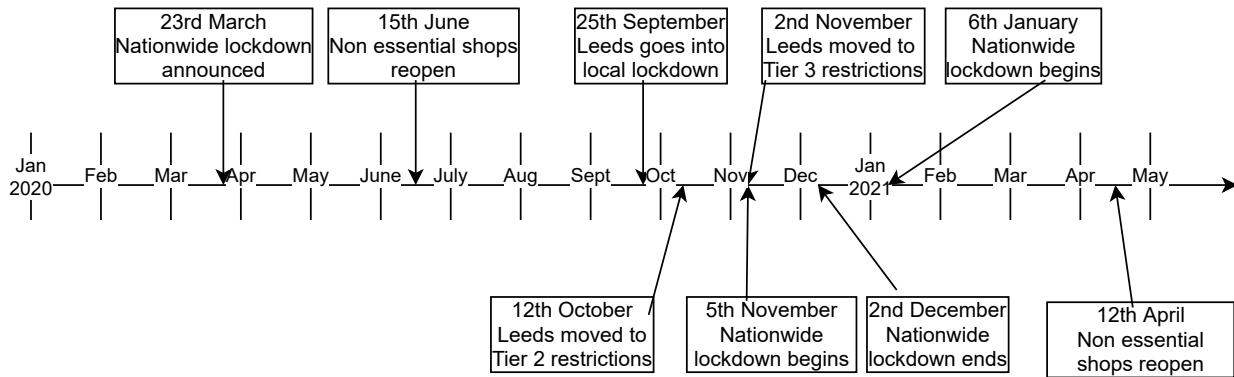 23rd March
Nationwide lockdown
announced
15th June
Non essential shops
reopen
25th September
Leeds goes into
local lockdown
2nd November
Leeds moved to
Tier 3 restrictions
6th January
Nationwide
lockdown begins
Jan
2020
Feb
Mar
Apr
May
June
July
Aug
Sept
Oct
Nov
Dec
Jan
2021
Feb
Mar
Apr
May
12th October
Leeds moved to
Tier 2 restrictions
5th November
Nationwide
lockdown begins
2nd December
Nationwide
lockdown ends
12th April
Non essential
shops reopen